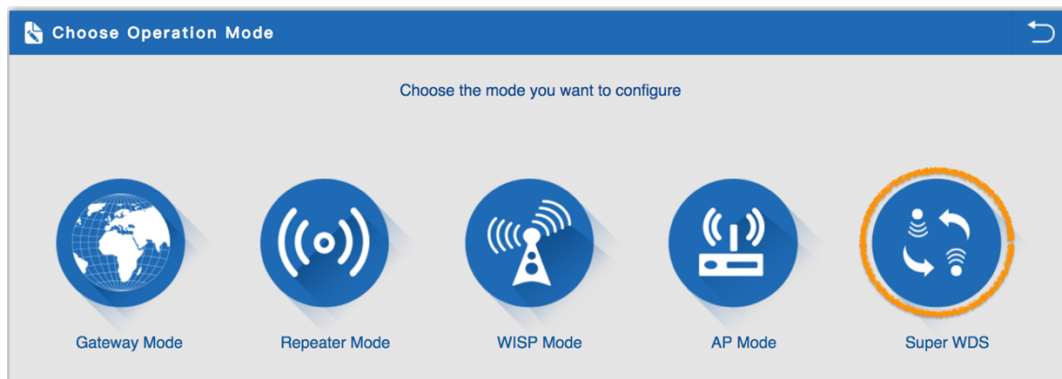 Choose Operation Mode
Choose the mode you want to configure
Gateway Mode
Repeater Mode
WISP Mode
AP Mode
Super WDS